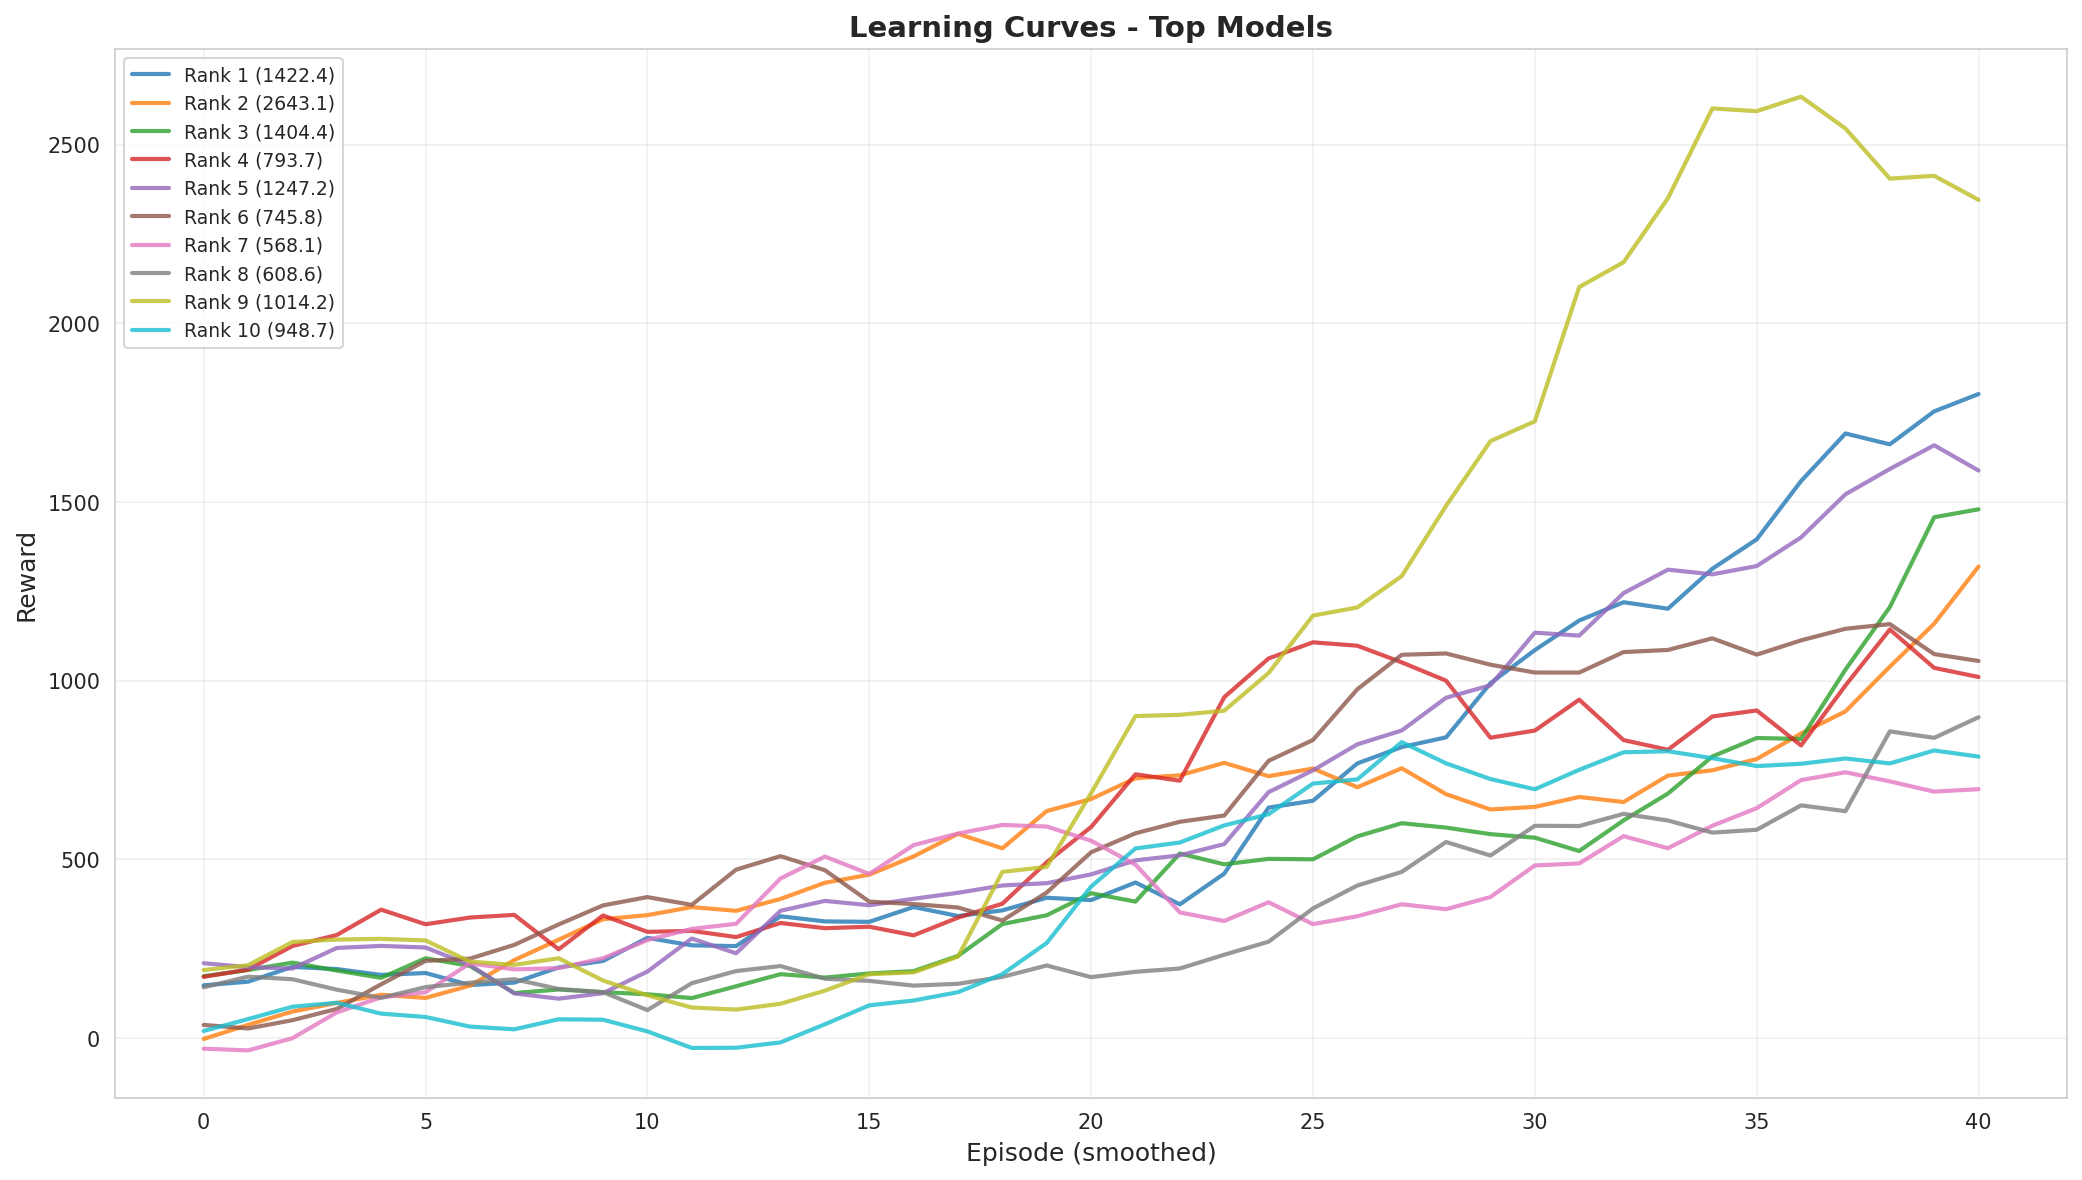 Learning Curves - Top Models
Rank 1 (1422.4)
Rank 2 (2643.1)
Rank 3 (1404.4)
Rank 4 (793.7)
Rank 5 (1247.2)
Rank 6 (745.8)
Rank 7 (568.1)
Rank 8 (608.6)
Rank 9 (1014.2)
Rank 10 (948.7)
2500
2000
1500
1000
500
0
Reward
0 5 10 15 20 25 30 35 40
Episode (smoothed)